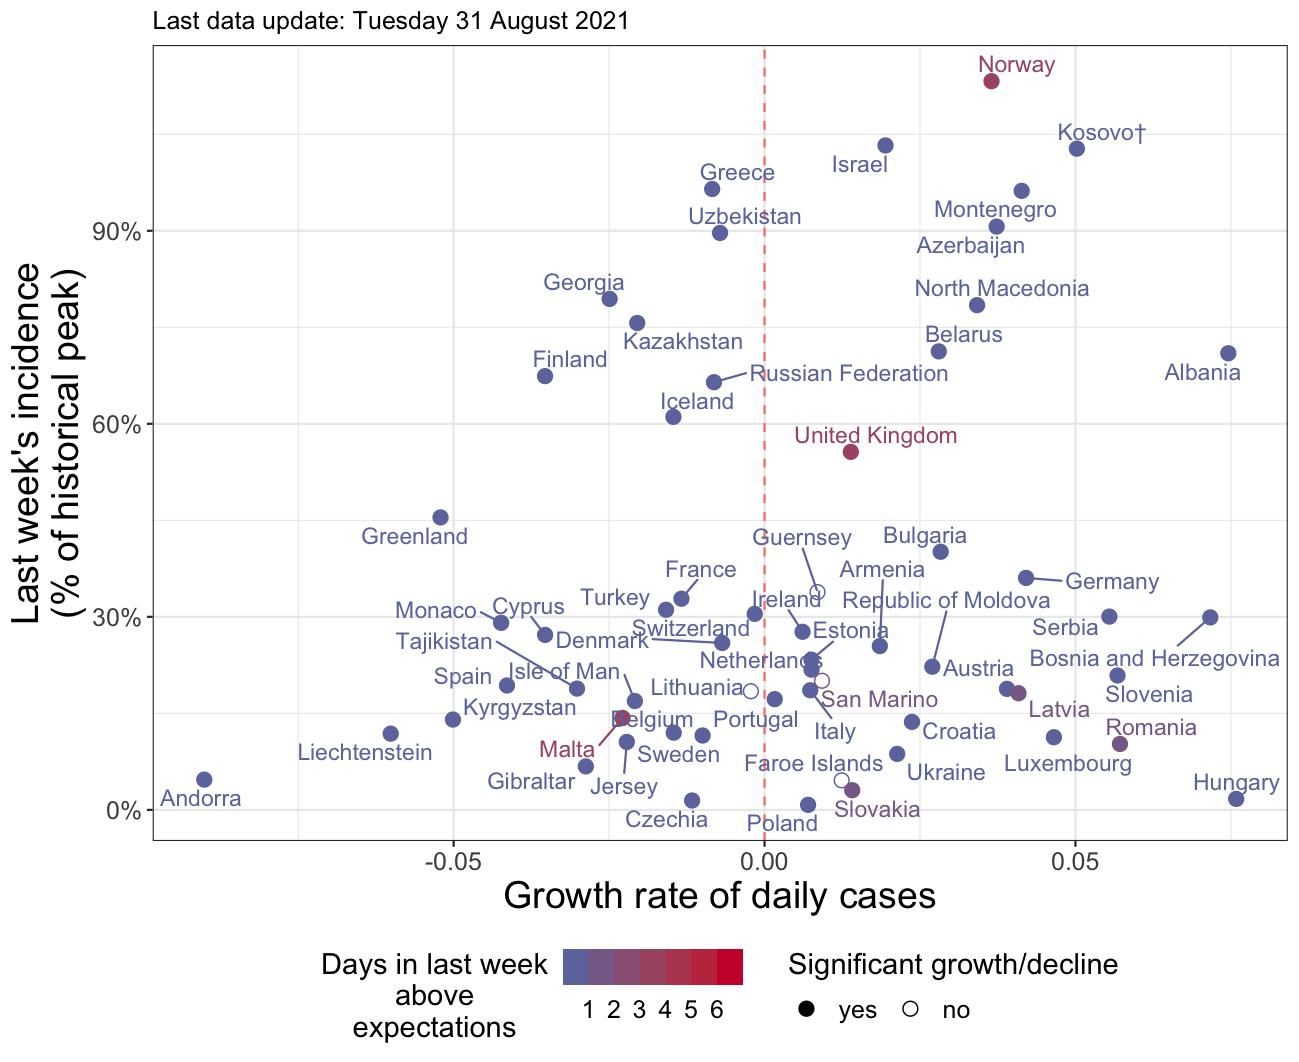 Last data update: Tuesday 31 August 2021
Last week's incidence
(% of historical peak)
90%
60%
30%
0%
Norway
Kosovo†
Israel
Greece
Montenegro
Uzbekistan
Azerbaijan
Georgia
North Macedonia
Belarus
Kazakhstan
Finland
Russian Federation
Albania
Iceland
United Kingdom
Greenland
Guernsey
Bulgaria
France
Armenia
Germany
Turkey
Ireland
Republic of Moldova
Monaco
Cyprus
Switzerland
Estonia
Serbia
Tajikistan
Denmark
Netherlands
Bosnia and Herzegovina
Spain
Isle of Man
Lithuania
Austria
Slovenia
San Marino
Kyrgyzstan
Belgium
Portugal
Latvia
Italy
Croatia
Romania
Liechtenstein
Malta
Sweden
Faroe Islands
Luxembourg
Ukraine
Gibraltar
Jersey
Hungary
Andorra
Czechia
Poland
Slovakia
-0.05
0.00
0.05
Growth rate of daily cases
Days in last week
above
expectations
1 2 3 4 5 6
Significant growth/decline
yes
no